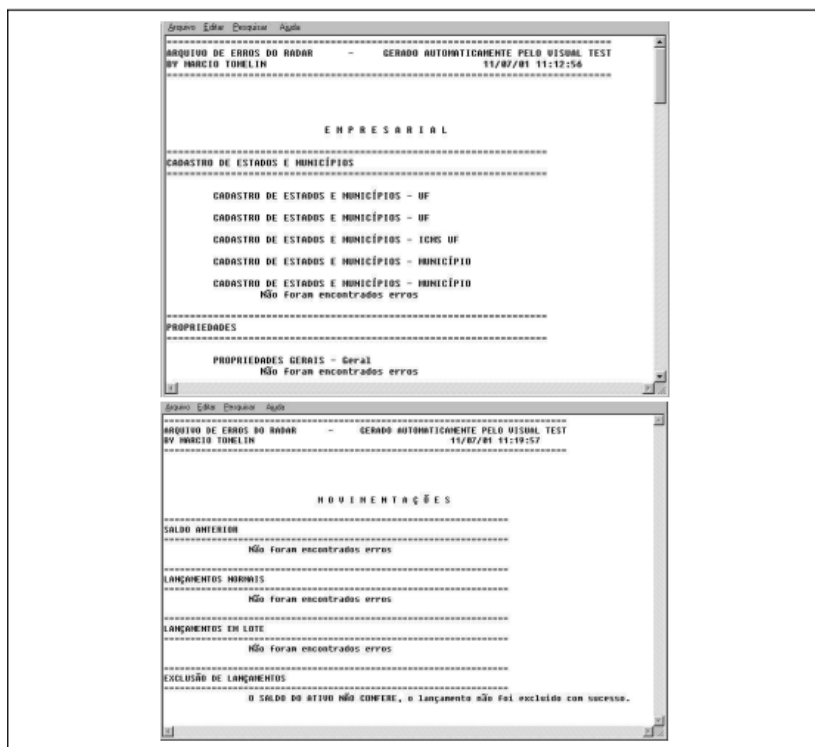 Arquivo Editar Pesquisar Ajuda
==========================================================================
ARQUIVO DE ERROS DO RADAR - GERADO AUTOMATICAMENTE PELO VISUAL TEST
BY MARCIO TOMELIN 11/07/01 11:12:56
==========================================================================
E M P R E S A R I A L
===============================================================
CADASTRO DE ESTADOS E MUNICÍPIOS
===============================================================
CADASTRO DE ESTADOS E MUNICÍPIOS - UF
CADASTRO DE ESTADOS E MUNICÍPIOS - UF
CADASTRO DE ESTADOS E MUNICÍPIOS - ICMS UF
CADASTRO DE ESTADOS E MUNICÍPIOS - MUNICÍPIO
CADASTRO DE ESTADOS E MUNICÍPIOS - MUNICÍPIO
Não foram encontrados erros
===============================================================
PROPRIEDADES
===============================================================
PROPRIEDADES GERAIS - Geral
Não foram encontrados erros
Arquivo Editar Pesquisar Ajuda
==========================================================================
ARQUIVO DE ERROS DO RADAR - GERADO AUTOMATICAMENTE PELO VISUAL TEST
BY MARCIO TOMELIN 11/07/01 11:19:57
==========================================================================
M O V I M E N T A Ç Õ E S
===============================================================
SALDO ANTERIOR
===============================================================
Não foram encontrados erros
===============================================================
LANÇAMENTOS NORMAIS
===============================================================
Não foram encontrados erros
===============================================================
LANÇAMENTOS EM LOTE
===============================================================
Não foram encontrados erros
===============================================================
EXCLUSÃO DE LANÇAMENTOS
===============================================================
O SALDO DO ATIVO NÃO CONFERE, o lançamento não foi excluído com sucesso.